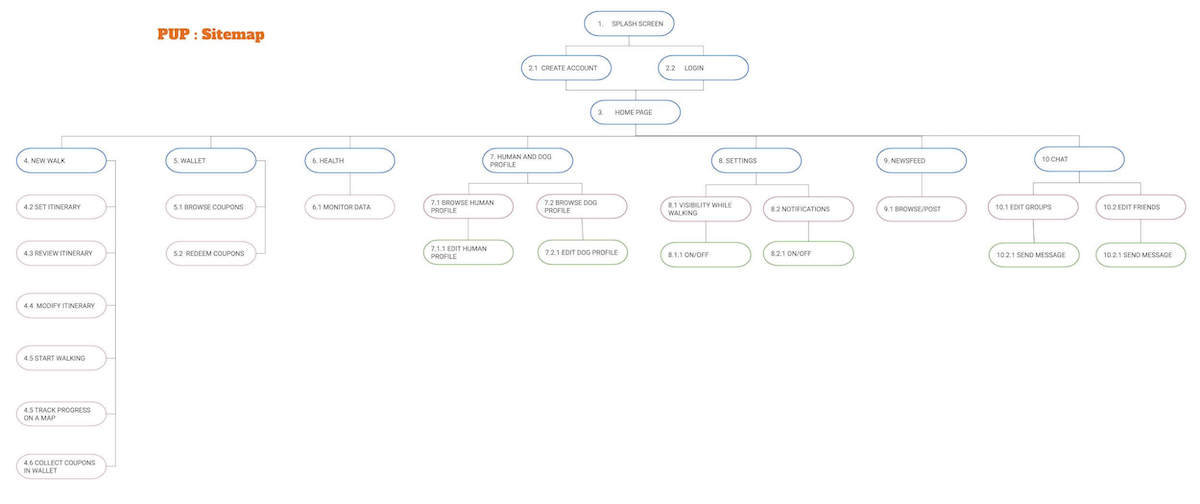 PUP : Sitemap
1. SPLASH SCREEN
2.1 CREATE ACCOUNT
2.2 LOGIN
3. HOME PAGE
4. NEW WALK
5. WALLET
6. HEALTH
7. HUMAN AND DOG
PROFILE
8. SETTINGS
9. NEWSFEED
10.CHAT
4.2 SET ITINERARY
5.1 BROWSE COUPONS
6.1 MONITOR DATA
7.1 BROWSE HUMAN
PROFILE
7.2 BROWSE DOG
PROFILE
8.1 VISIBILITY WHILE
WALKING
8.2 NOTIFICATIONS
9.1 BROWSE/POST
10.1 EDIT GROUPS
10.2 EDIT FRIENDS
4.3 REVIEW ITINERARY
5.2 REDEEM COUPONS
7.1.1 EDIT HUMAN
PROFILE
7.2.1 EDIT DOG PROFILE
8.1.1 ON/OFF
8.2.1 ON/OFF
10.2.1 SEND MESSAGE
10.2.1 SEND MESSAGE
4.4 MODIFY ITINERARY
4.5 START WALKING
4.5 TRACK PROGRESS
ON A MAP
4.6 COLLECT COUPONS
IN WALLET